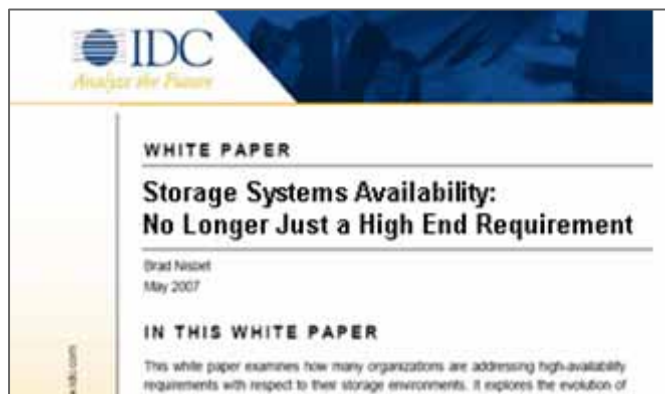 IDC
Analyze the Future
WHITE PAPER
Storage Systems Availability:
No Longer Just a High End Requirement
Brad Nisbet
May 2007
IN THIS WHITE PAPER
This white paper examines how many organizations are addressing high-availability
requirements with respect to their storage environments. It explores the evolution of
idc.com